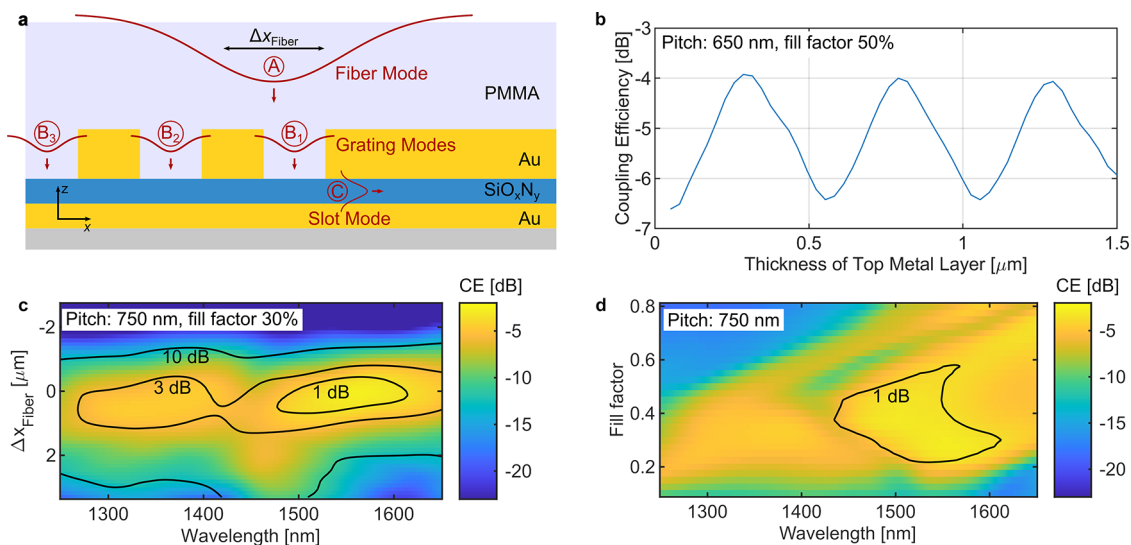 a
Δx_Fiber
A
Fiber Mode
PMMA
B₃
B₂
B₁
Grating Modes
Au
z
C
SiOₓNᵧ
x
Slot Mode
Au
b
Pitch: 650 nm, fill factor 50%
Coupling Efficiency [dB]
-3
-4
-5
-6
-7
0
0.5
1
1.5
Thickness of Top Metal Layer [μm]
c
CE [dB]
Pitch: 750 nm, fill factor 30%
10 dB
3 dB
1 dB
Δx_Fiber [μm]
-2
0
2
1300
1400
1500
1600
Wavelength [nm]
-5
-10
-15
-20
d
CE [dB]
Pitch: 750 nm
1 dB
Fill factor
0.8
0.6
0.4
0.2
1300
1400
1500
1600
Wavelength [nm]
-5
-10
-15
-20